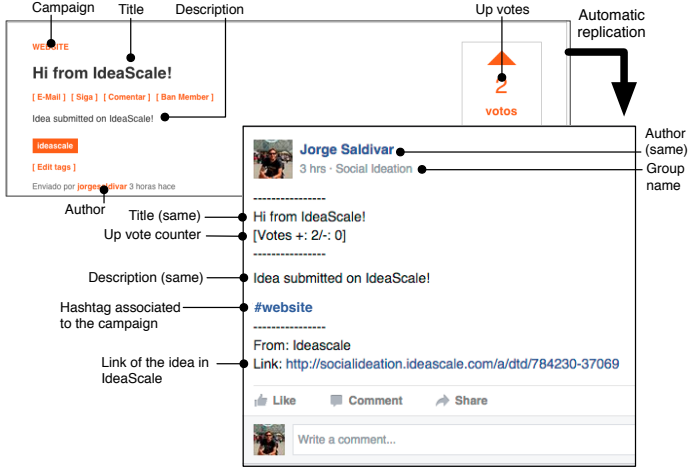 Campaign
Title
Description
Up votes
Automatic
replication
WEBSITE
Hi from IdeaScale!
[ E-Mail ] [ Siga ] [ Comentar ] [ Ban Member ]
Idea submitted on IdeaScale!
ideascale
[ Edit tags ]
Enviado por jorgesaldivar 3 horas hace
2
votos
Author
Jorge Saldivar
3 hrs · Social Ideation
Author
(same)
Group
name
----------------
Title (same)
Hi from IdeaScale!
Up vote counter
[Votes +: 2/-: 0]
----------------
Description (same)
Idea submitted on IdeaScale!
Hashtag associated
to the campaign
#website
----------------
From: Ideascale
Link of the idea in
IdeaScale
Link: http://socialideation.ideascale.com/a/dtd/784230-37069
Like Comment Share
Write a comment...